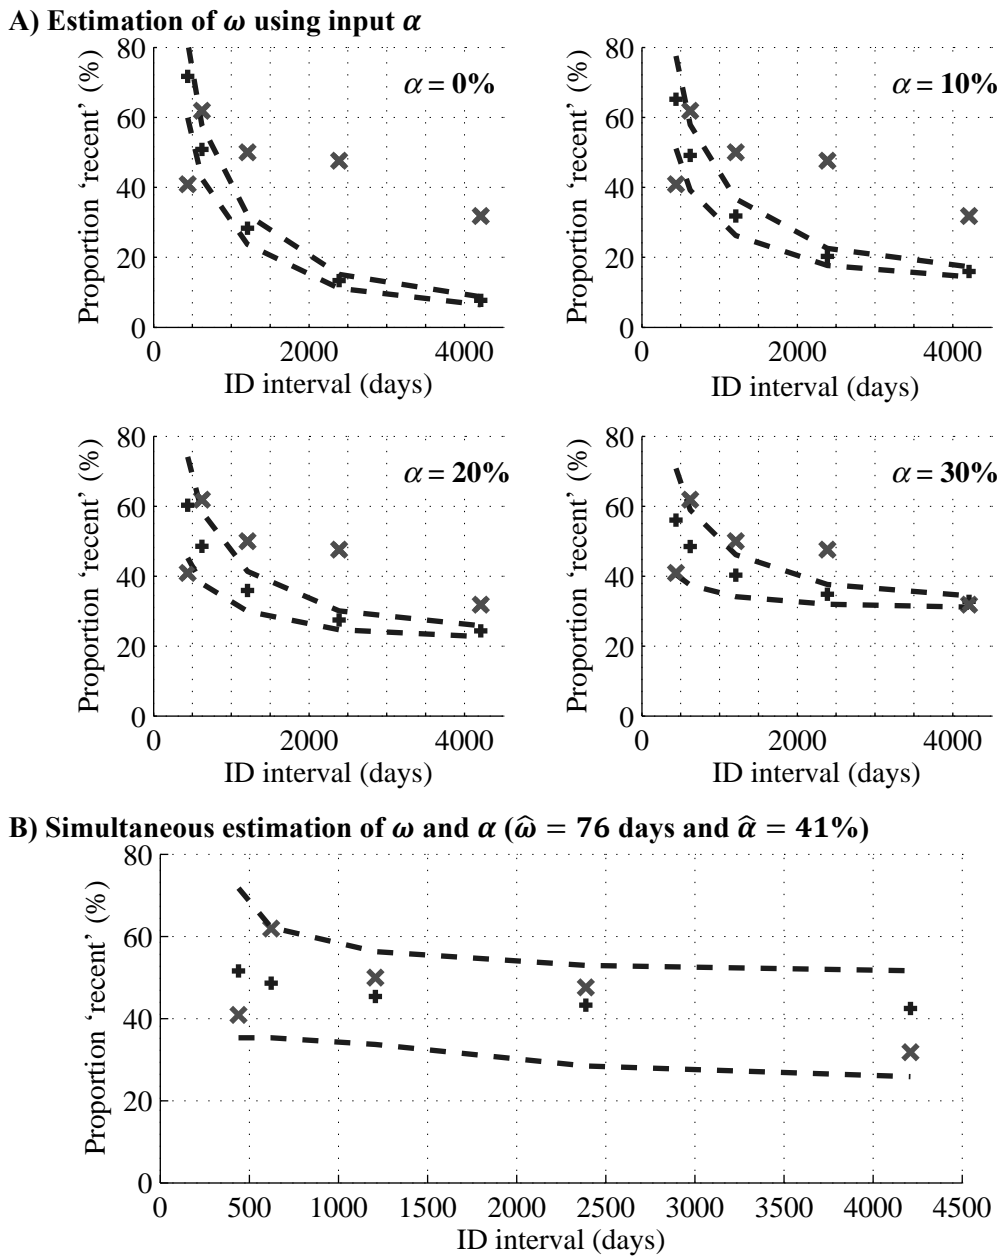 A) Estimation of ω using input α
Proportion ‘recent’ (%)
80
60
40
20
0
α = 0%
0 2000 4000
ID interval (days)
Proportion ‘recent’ (%)
80
60
40
20
0
α = 10%
0 2000 4000
ID interval (days)
Proportion ‘recent’ (%)
80
60
40
20
0
α = 20%
0 2000 4000
ID interval (days)
Proportion ‘recent’ (%)
80
60
40
20
0
α = 30%
0 2000 4000
ID interval (days)
B) Simultaneous estimation of ω and α (ω̂ = 76 days and α̂ = 41%)
Proportion ‘recent’ (%)
80
60
40
20
0
0 500 1000 1500 2000 2500 3000 3500 4000 4500
ID interval (days)